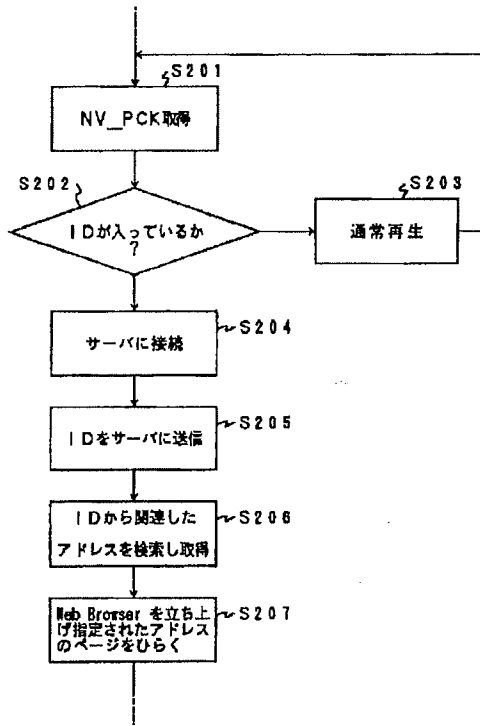 S201
NV_PCK取得
S202
IDが入っているか
?
S203
通常再生
サーバに接続
S204
IDをサーバに送信
S205
IDから関連した
アドレスを検索し取得
S206
Web Browser を立ち上
げ指定されたアドレス
のページをひらく
S207